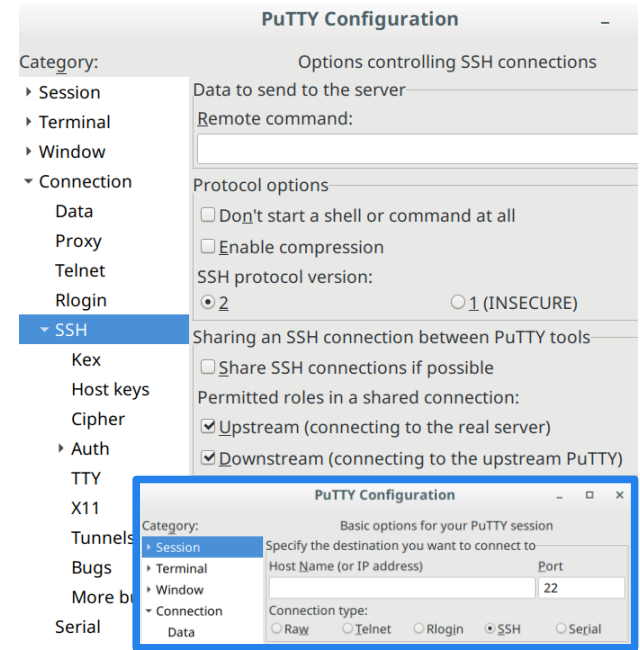 PuTTY Configuration
Category:
Options controlling SSH connections
Session
Terminal
Window
Connection
Data
Proxy
Telnet
Rlogin
SSH
Kex
Host keys
Cipher
Auth
TTY
X11
Tunnels
Bugs
More bu
Serial
Data to send to the server
Remote command:
Protocol options
Don't start a shell or command at all
Enable compression
SSH protocol version:
2 1 (INSECURE)
Sharing an SSH connection between PuTTY tools
Share SSH connections if possible
Permitted roles in a shared connection:
Upstream (connecting to the real server)
Downstream (connecting to the upstream PuTTY)
PuTTY Configuration
Category:
Basic options for your PuTTY session
Session
Terminal
Window
Connection
Data
Specify the destination you want to connect to
Host Name (or IP address) Port
22
Connection type:
Raw Telnet Rlogin SSH Serial